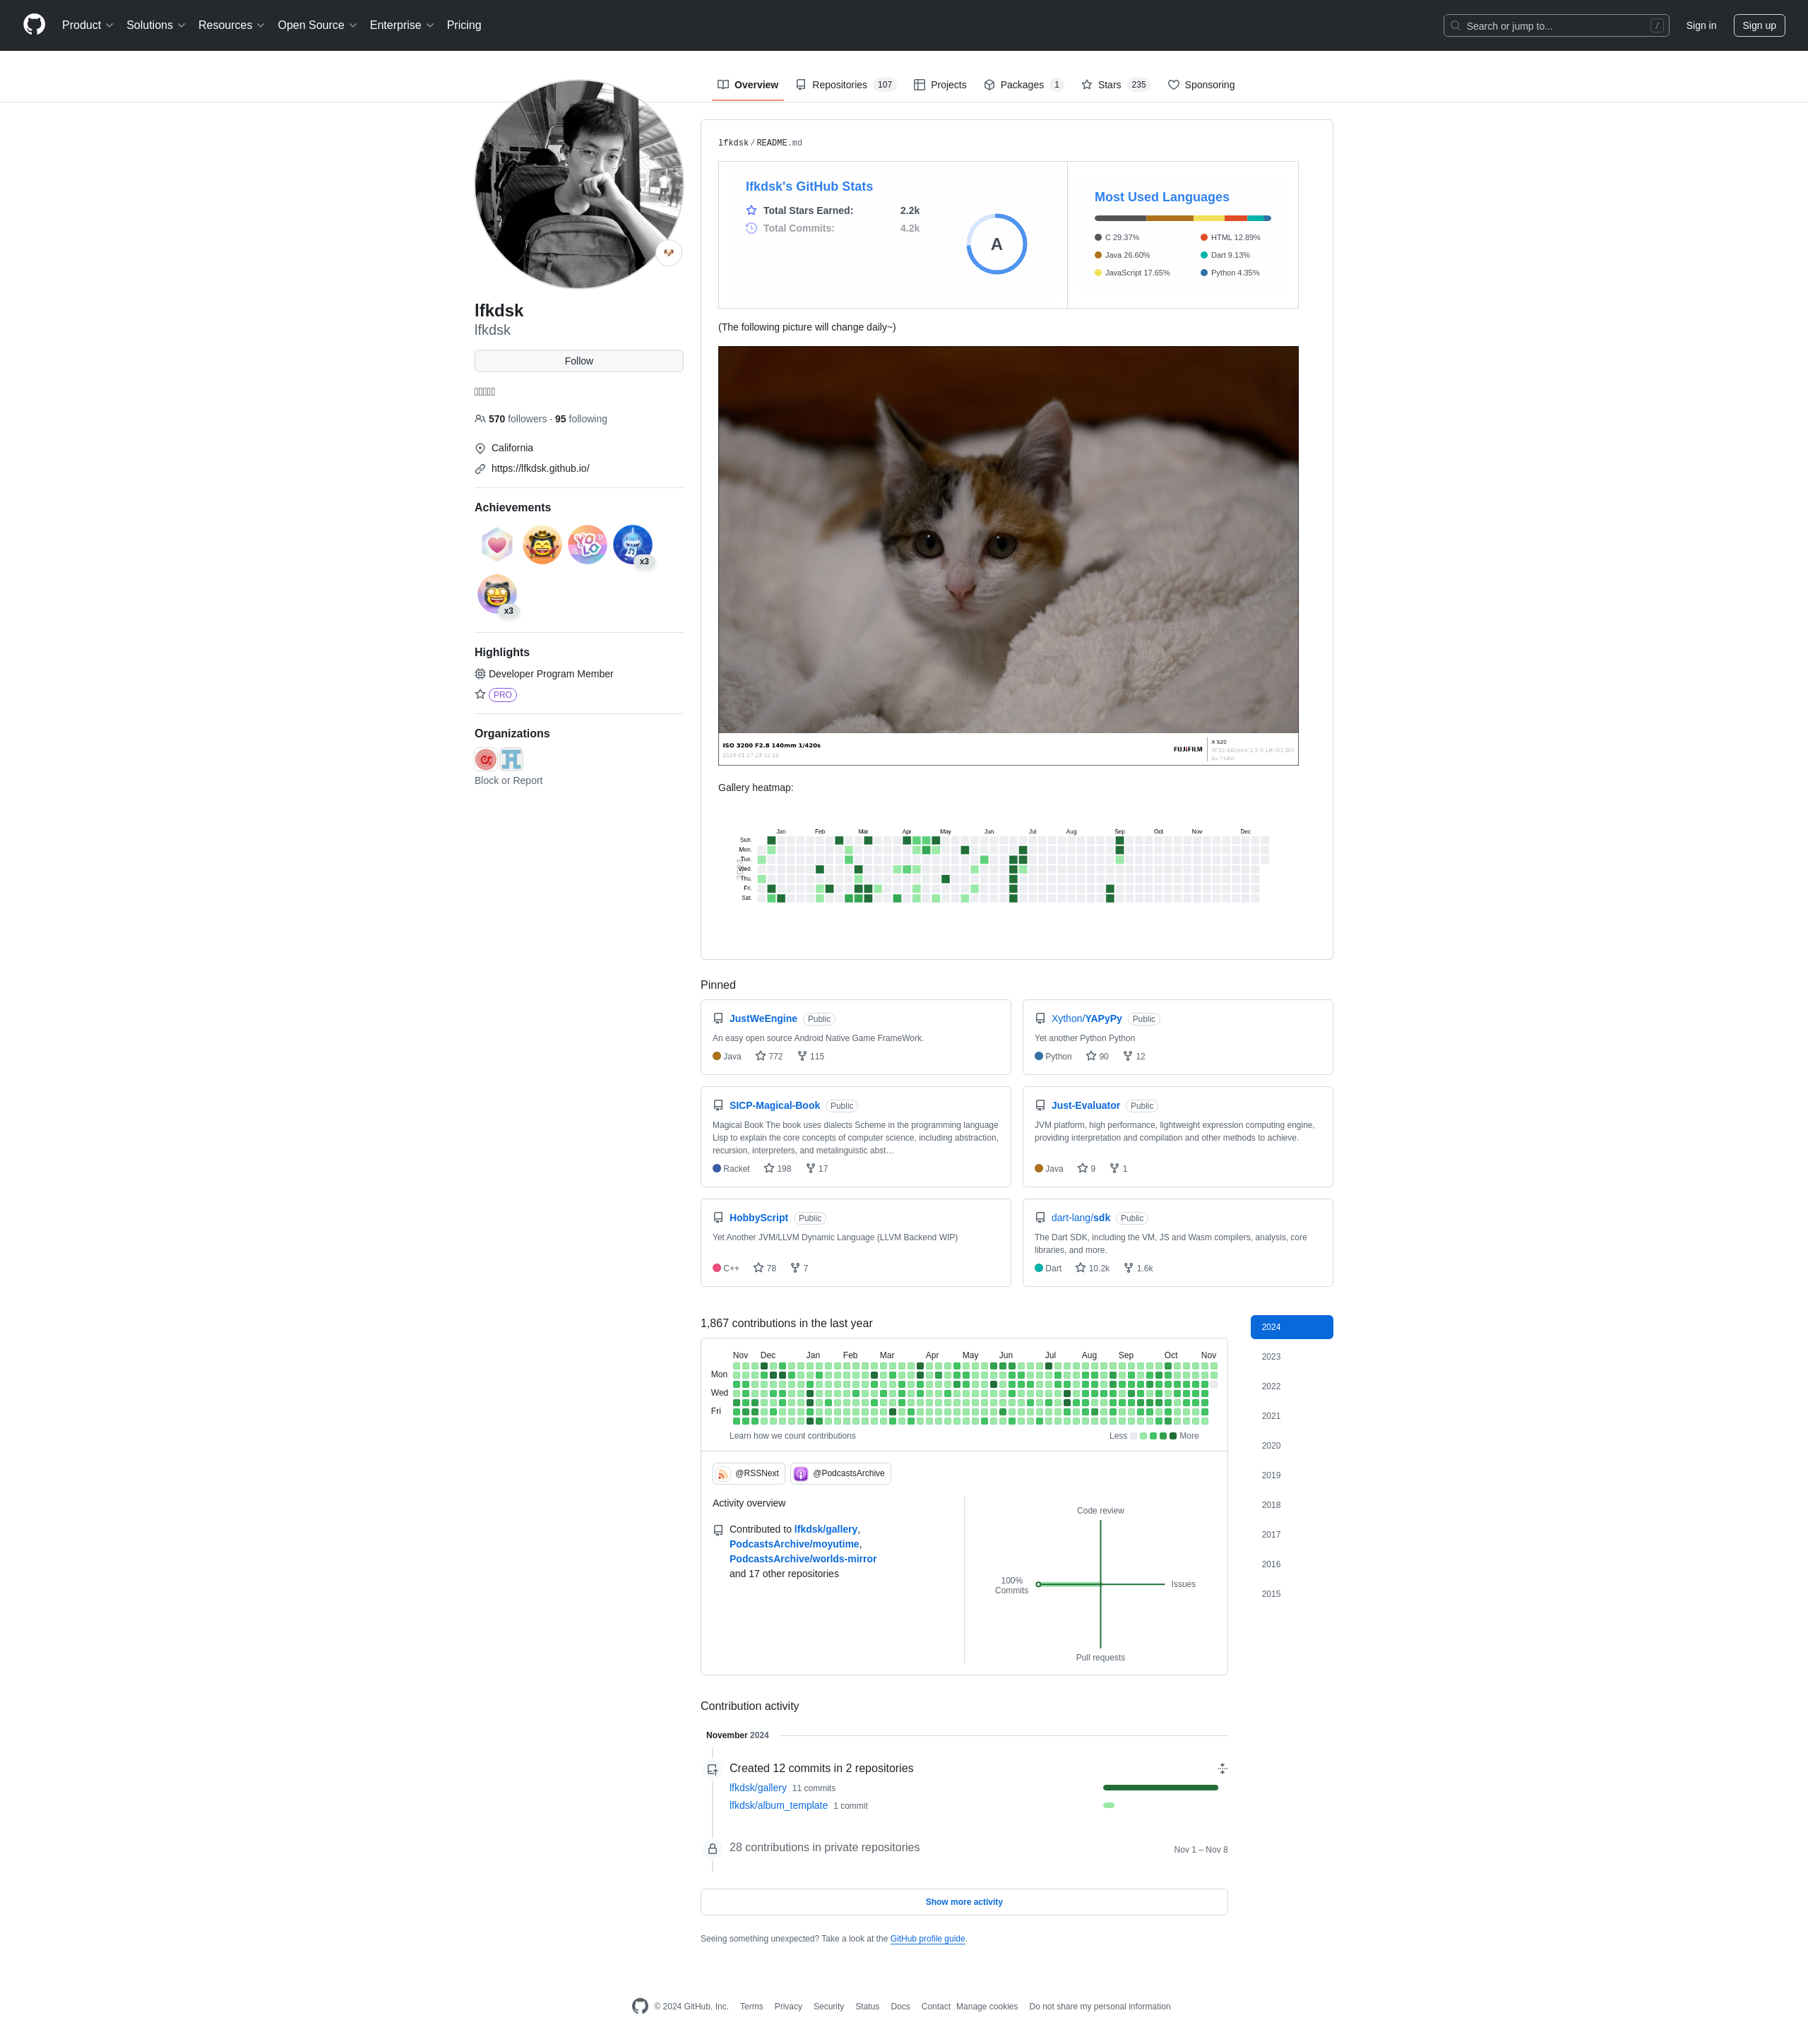 Product Solutions Resources Open Source Enterprise Pricing
Search or jump to... /
Sign in
Sign up
Overview Repositories 107 Projects Packages 1 Stars 235 Sponsoring
lfkdsk
lfkdsk
Follow
570 followers · 95 following
California
https://lfkdsk.github.io/
Achievements
YOLO
x3
x3
Highlights
Developer Program Member
PRO
Organizations
Block or Report
lfkdsk / README.md
lfkdsk's GitHub Stats
Total Stars Earned: 2.2k
Total Commits: 4.2k
A
Most Used Languages
C 29.37%
HTML 12.89%
Java 26.60%
Dart 9.13%
JavaScript 17.65%
Python 4.35%
(The following picture will change daily~)
ISO 3200 F2.8 140mm 1/420s
FUJIFILM
X-S20
Gallery heatmap:
Jan Feb Mar Apr May Jun Jul Aug Sep Oct Nov Dec
Sun.
Mon.
Tue.
Wed.
Thu.
Fri.
Sat.
Pinned
JustWeEngine Public
An easy open source Android Native Game FrameWork.
Java 772 115
Xython/YAPyPy Public
Yet another Python Python
Python 90 12
SICP-Magical-Book Public
Magical Book The book uses dialects Scheme in the programming language
Lisp to explain the core concepts of computer science, including abstraction,
recursion, interpreters, and metalinguistic abst…
Racket 198 17
Just-Evaluator Public
JVM platform, high performance, lightweight expression computing engine,
providing interpretation and compilation and other methods to achieve.
Java 9 1
HobbyScript Public
Yet Another JVM/LLVM Dynamic Language (LLVM Backend WIP)
C++ 78 7
dart-lang/sdk Public
The Dart SDK, including the VM, JS and Wasm compilers, analysis, core
libraries, and more.
Dart 10.2k 1.6k
1,867 contributions in the last year
Nov Dec Jan Feb Mar Apr May Jun Jul Aug Sep Oct Nov
Mon
Wed
Fri
Learn how we count contributions
Less More
@RSSNext
@PodcastsArchive
Activity overview
Contributed to lfkdsk/gallery,
PodcastsArchive/moyutime,
PodcastsArchive/worlds-mirror
and 17 other repositories
Code review
100%
Commits
Issues
Pull requests
2024
2023
2022
2021
2020
2019
2018
2017
2016
2015
Contribution activity
November 2024
Created 12 commits in 2 repositories
lfkdsk/gallery 11 commits
lfkdsk/album_template 1 commit
28 contributions in private repositories
Nov 1 – Nov 8
Show more activity
Seeing something unexpected? Take a look at the GitHub profile guide.
© 2024 GitHub, Inc. Terms Privacy Security Status Docs Contact Manage cookies Do not share my personal information